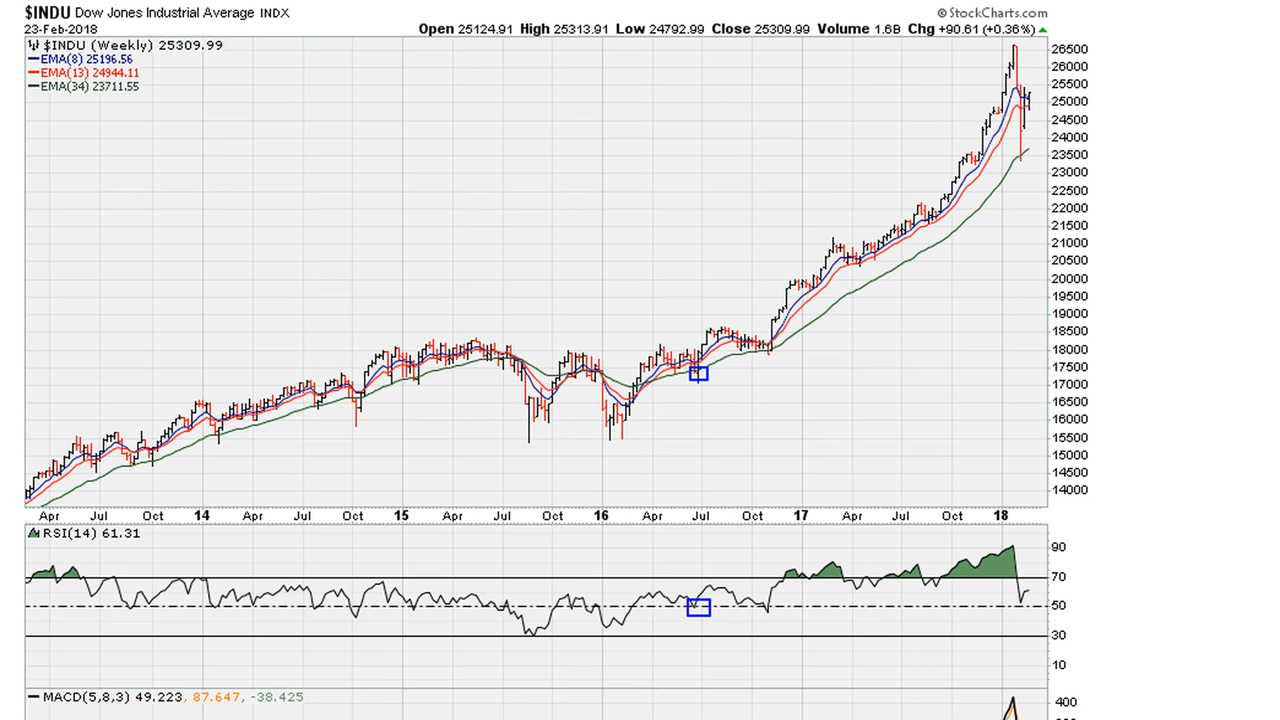 $INDU Dow Jones Industrial Average INDX
© StockCharts.com
23-Feb-2018
Open 25124.91 High 25313.91 Low 24792.99 Close 25309.99 Volume 1.6B Chg +90.61 (+0.36%)
$INDU (Weekly) 25309.99
EMA(8) 25196.56
EMA(13) 24944.11
EMA(34) 23711.55
26500
26000
25500
25000
24500
24000
23500
23000
22500
22000
21500
21000
20500
20000
19500
19000
18500
18000
17500
17000
16500
16000
15500
15000
14500
14000
Apr Jul Oct 14 Apr Jul Oct 15 Apr Jul Oct 16 Apr Jul Oct 17 Apr Jul Oct 18
RSI(14) 61.31
90
70
50
30
10
MACD(5,8,3) 49.223, 87.647, -38.425
400